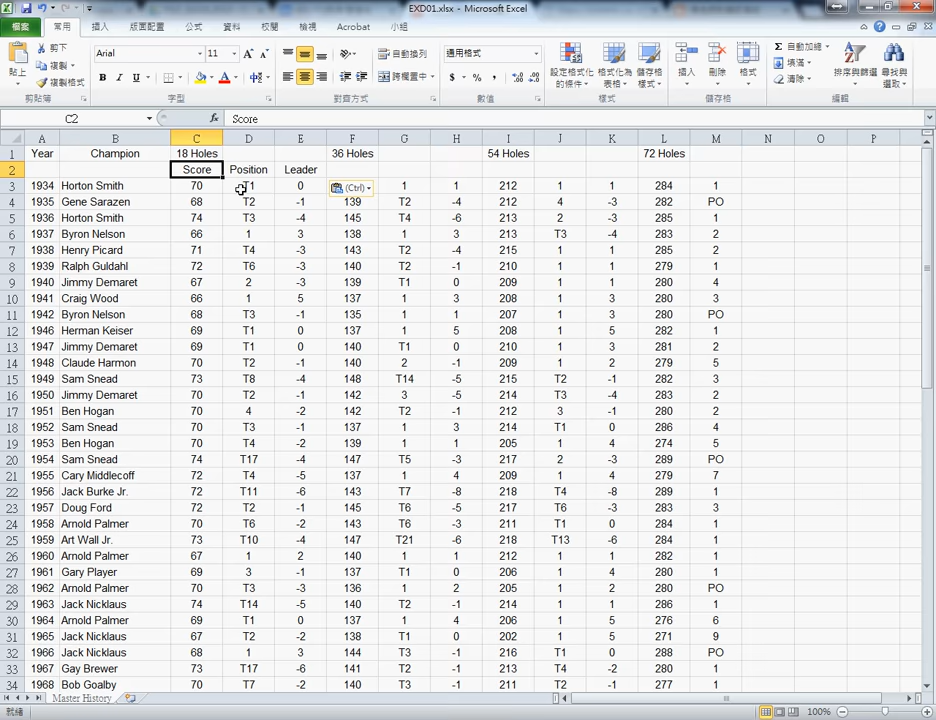 EXD01.xlsx - Microsoft Excel
檔案 常用 插入 版面配置 公式 資料 校閱 檢視 Acrobat 小組
貼上 剪下 複製 複製格式 剪貼簿
Arial 11 A A B I U 字型
自動換列 跨欄置中 對齊方式
通用格式 $ % , 數值
設定格式化的條件 格式化為表格 儲存格樣式 樣式
插入 刪除 格式 儲存格
自動加總 填滿 清除 排序與篩選 尋找與選取 編輯
C2 fx Score
A B C D E F G H I J K L M N O P
1 Year Champion 18 Holes 36 Holes 54 Holes 72 Holes
2 Score Position Leader
3 1934 Horton Smith 70 T1 0 (Ctrl) 1 1 212 1 1 284 1
4 1935 Gene Sarazen 68 T2 -1 139 T2 -4 212 4 -3 282 PO
5 1936 Horton Smith 74 T3 -4 145 T4 -6 213 2 -3 285 1
6 1937 Byron Nelson 66 1 3 138 1 3 213 T3 -4 283 2
7 1938 Henry Picard 71 T4 -3 143 T2 -4 215 1 1 285 2
8 1939 Ralph Guldahl 72 T6 -3 140 T2 -1 210 1 1 279 1
9 1940 Jimmy Demaret 67 2 -3 139 T1 0 209 1 1 280 4
10 1941 Craig Wood 66 1 5 137 1 3 208 1 3 280 3
11 1942 Byron Nelson 68 T3 -1 135 1 1 207 1 3 280 PO
12 1946 Herman Keiser 69 T1 0 137 1 5 208 1 5 282 1
13 1947 Jimmy Demaret 69 T1 0 140 T1 0 210 1 3 281 2
14 1948 Claude Harmon 70 T2 -1 140 2 -1 209 1 2 279 5
15 1949 Sam Snead 73 T8 -4 148 T14 -5 215 T2 -1 282 3
16 1950 Jimmy Demaret 70 T2 -1 142 3 -5 214 T3 -4 283 2
17 1951 Ben Hogan 70 4 -2 142 T2 -1 212 3 -1 280 2
18 1952 Sam Snead 70 T3 -1 137 1 3 214 T1 0 286 4
19 1953 Ben Hogan 70 T4 -2 139 1 1 205 1 4 274 5
20 1954 Sam Snead 74 T17 -4 147 T5 -3 217 2 -3 289 PO
21 1955 Cary Middlecoff 72 T4 -5 137 1 4 209 1 4 279 7
22 1956 Jack Burke Jr. 72 T11 -6 143 T7 -8 218 T4 -8 289 1
23 1957 Doug Ford 72 T2 -1 145 T6 -5 217 T6 -3 283 3
24 1958 Arnold Palmer 70 T6 -2 143 T6 -3 211 T1 0 284 1
25 1959 Art Wall Jr. 73 T10 -4 147 T21 -6 218 T13 -6 284 1
26 1960 Arnold Palmer 67 1 2 140 1 1 212 1 1 282 1
27 1961 Gary Player 69 3 -1 137 T1 0 206 1 4 280 1
28 1962 Arnold Palmer 70 T3 -3 136 1 2 205 1 2 280 PO
29 1963 Jack Nicklaus 74 T14 -5 140 T2 -1 214 1 1 286 1
30 1964 Arnold Palmer 69 T1 0 137 1 4 206 1 5 276 6
31 1965 Jack Nicklaus 67 T2 -2 138 T1 0 202 1 5 271 9
32 1966 Jack Nicklaus 68 1 3 144 T3 -1 216 T1 0 288 PO
33 1967 Gay Brewer 73 T17 -6 141 T2 -1 213 T4 -2 280 1
34 1968 Bob Goalby 70 T7 -2 140 T3 -1 211 T2 -1 277 1
Master History
100%